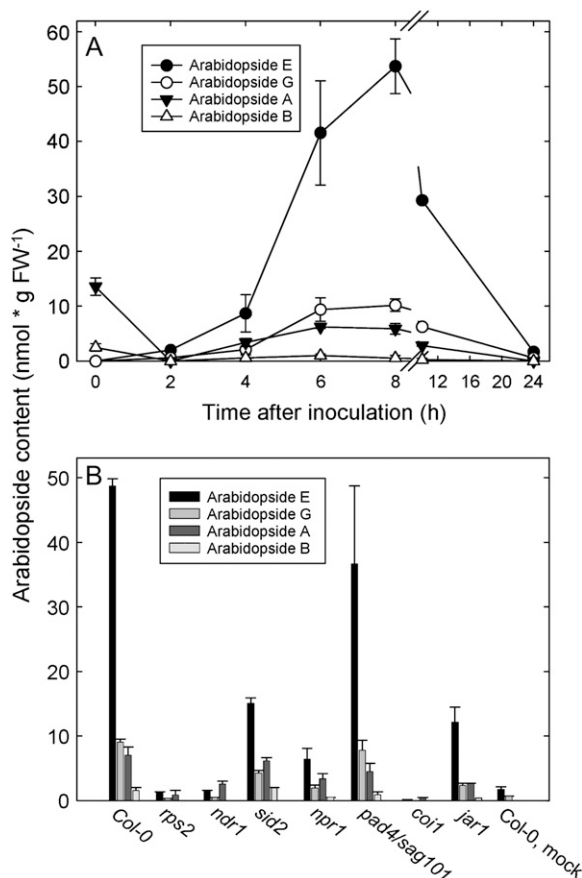 A
Arabidopside E
Arabidopside G
Arabidopside A
Arabidopside B
60
50
40
30
20
10
0
0 2 4 6 8 12 16 20 24
Time after inoculation (h)
Arabidopside content (nmol * g FW-1)
B
Arabidopside E
Arabidopside G
Arabidopside A
Arabidopside B
50
40
30
20
10
0
Col-0 rps2 ndr1 sid2 npr1 pad4/sag101 coi1 jar1 Col-0, mock